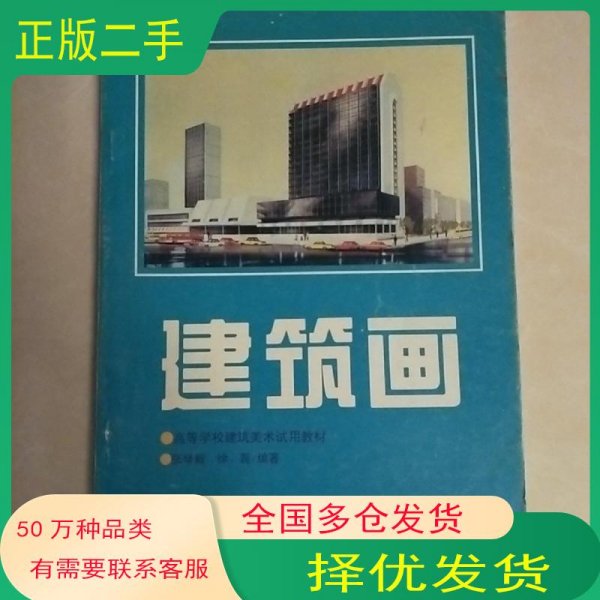 正版二手
建筑画
高等学校建筑美术试用教材
编著
50万种品类
有需要联系客服
全国多仓发货
择优发货